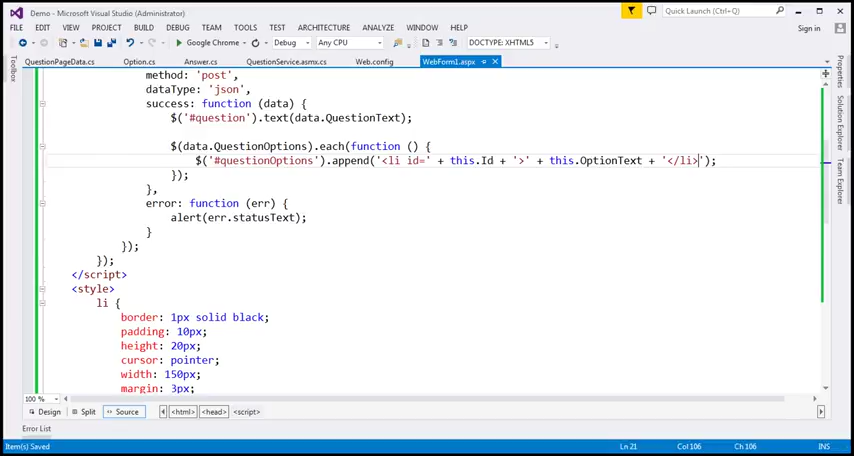 Demo - Microsoft Visual Studio (Administrator)
Quick Launch (Ctrl+Q)
FILE EDIT VIEW PROJECT BUILD DEBUG TEAM TOOLS TEST ARCHITECTURE ANALYZE WINDOW HELP
Sign in
Google Chrome Debug Any CPU DOCTYPE: XHTML5
QuestionPageData.cs Option.cs Answer.cs QuestionService.asmx.cs Web.config WebForm1.aspx
Toolbox
Properties
Solution Explorer
Team Explorer
method: 'post',
dataType: 'json',
success: function (data) {
$('#question').text(data.QuestionText);
$(data.QuestionOptions).each(function () {
$('#questionOptions').append('<li id=' + this.Id + '>' + this.OptionText + '</li>');
});
},
error: function (err) {
alert(err.statusText);
}
});
});
</script>
<style>
li {
border: 1px solid black;
padding: 10px;
height: 20px;
cursor: pointer;
width: 150px;
margin: 3px;
100 %
Design Split Source <html> <head> <script>
Error List
Item(s) Saved Ln 21 Col 106 Ch 106 INS